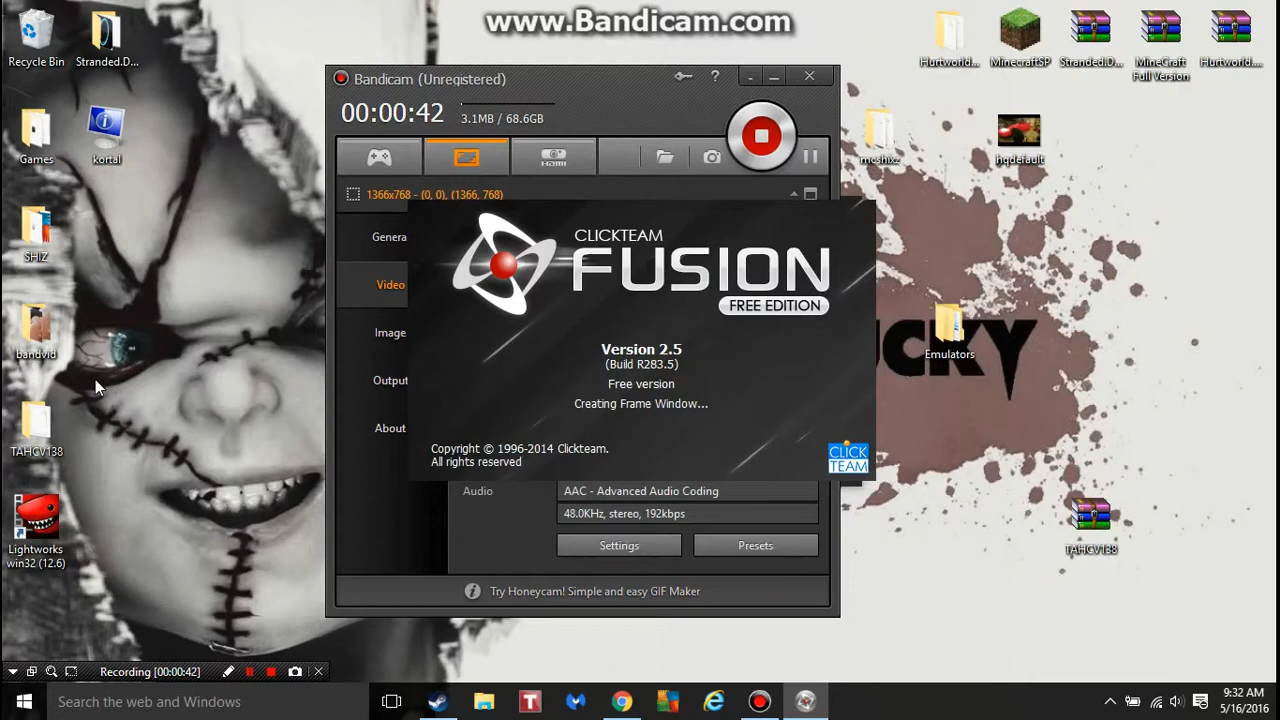 www.Bandicam.com
Recycle Bin
Stranded.D...
Hurtworld...
MinecraftSP
Stranded.D...
MineCraft
Full Version
Hurtworld....
Bandicam (Unregistered)
00:00:42
3.1MB / 68.6GB
HDMI
Games
kortal
mcshixz
hqdefault
1366x768 - (0, 0), (1366, 768)
CLICKTEAM
FUSION
FREE EDITION
Genera
SHIZ
Video
Version 2.5
(Build R283.5)
Free version
Creating Frame Window...
Image
bandvid
Emulators
UCKY
Output
About
TAHCV138
Copyright © 1996-2014 Clickteam.
All rights reserved
CLICK
TEAM
Audio
AAC - Advanced Audio Coding
48.0KHz, stereo, 192kbps
Settings
Presets
TAHCV138
Lightworks
win32 (12.6)
Try Honeycam! Simple and easy GIF Maker
Recording [00:00:42]
Search the web and Windows
9:32 AM
5/16/2016